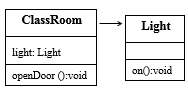 ClassRoom
light: Light
openDoor ():void
Light
on():void